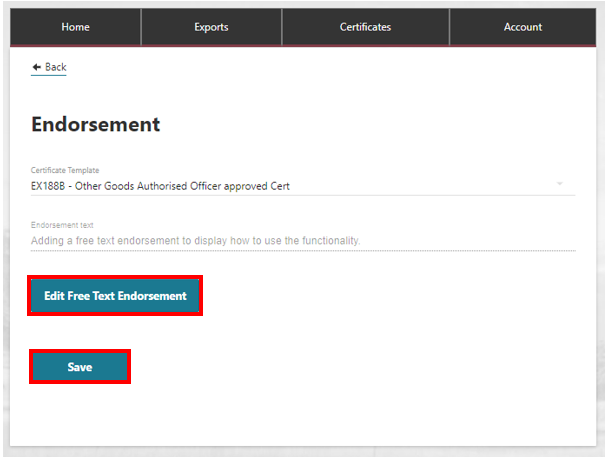 Home Exports Certificates Account
Back
Endorsement
Certificate Template
EX188B - Other Goods Authorised Officer approved Cert
Endorsement text
Adding a free text endorsement to display how to use the functionality.
Edit Free Text Endorsement
Save